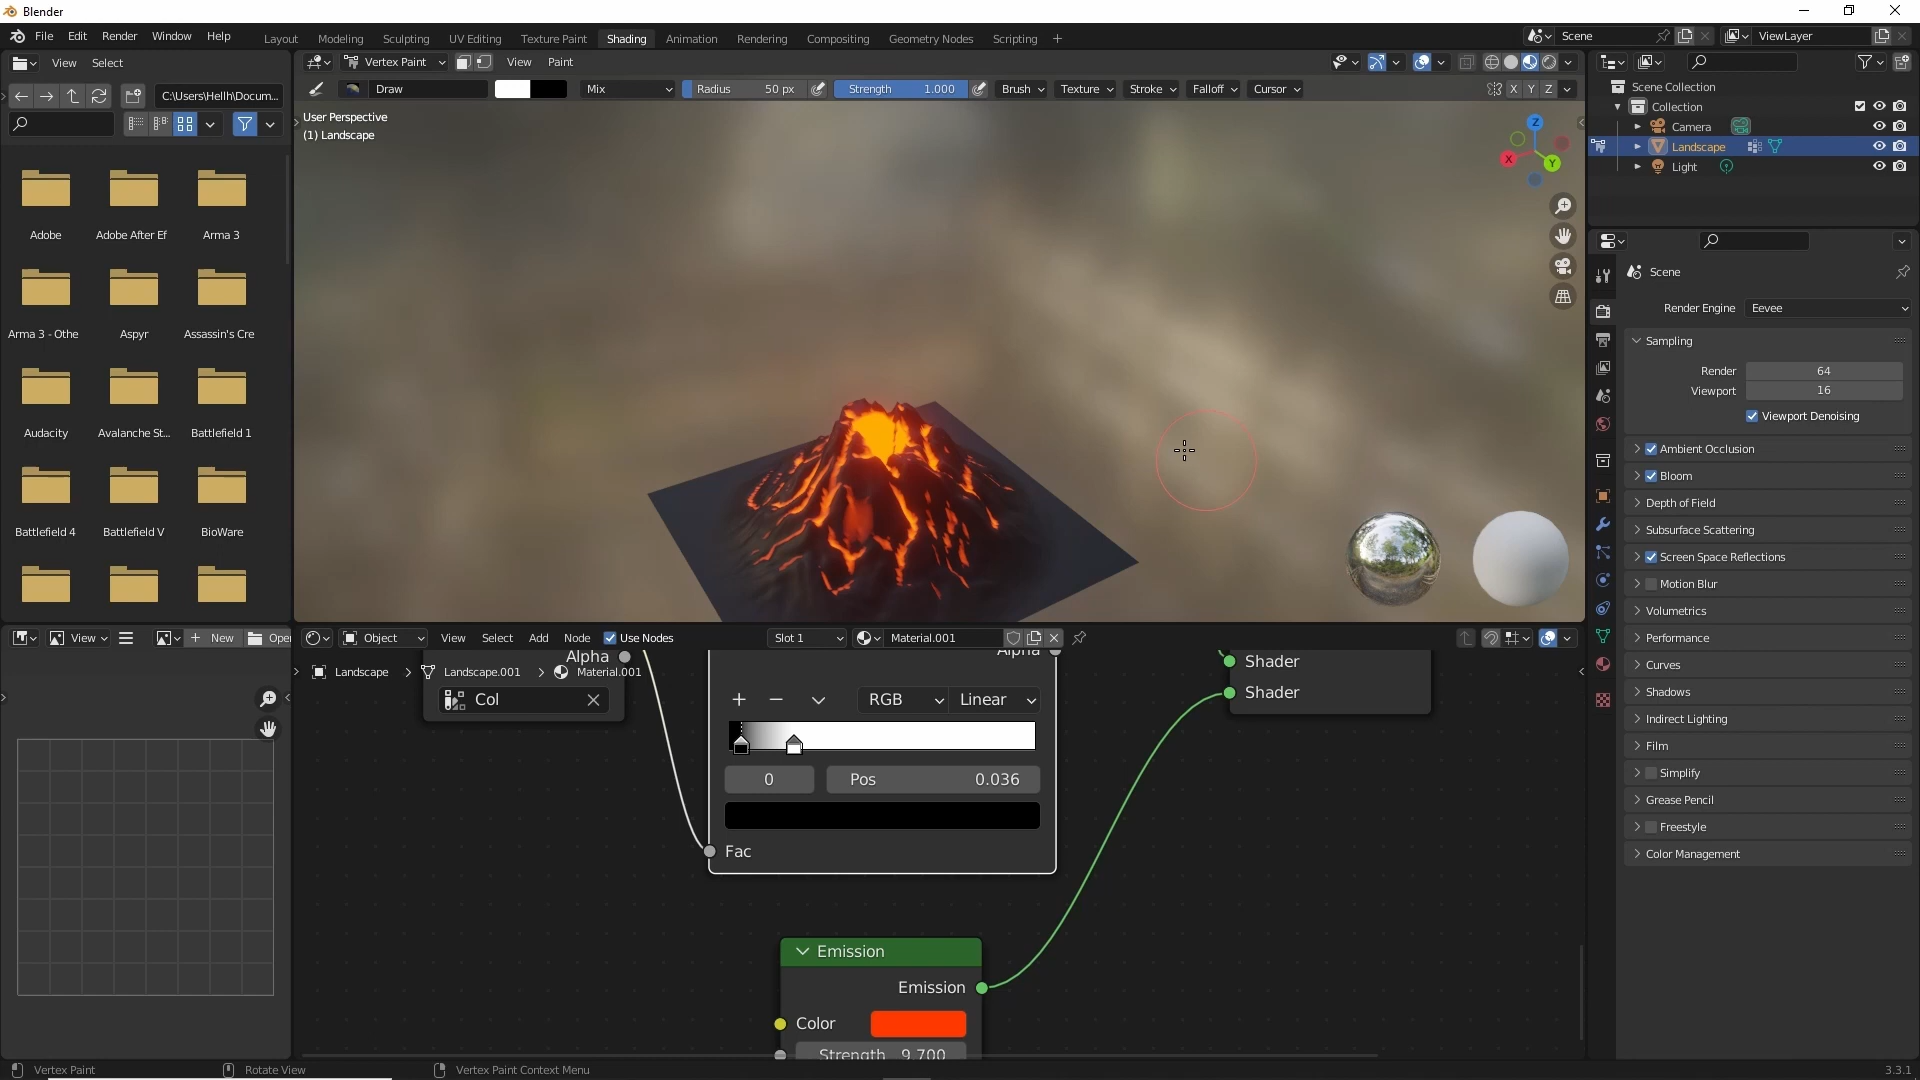 Blender
File Edit Render Window Help
Layout Modeling Sculpting UV Editing Texture Paint Shading Animation Rendering Compositing Geometry Nodes Scripting +
Scene
ViewLayer
View Select
Vertex Paint View Paint
C:\Users\Hellh\Docum...
Draw Mix Radius 50 px Strength 1.000 Brush Texture Stroke Falloff Cursor X Y Z
User Perspective
(1) Landscape
Z
X
Y
Adobe Adobe After Ef Arma 3
Arma 3 - Othe Aspyr Assassin's Cre
Audacity Avalanche St... Battlefield 1
Battlefield 4 Battlefield V BioWare
Scene Collection
Collection
Camera
Landscape
Light
Scene
Render Engine Eevee
Sampling
Render 64
Viewport 16
Viewport Denoising
Ambient Occlusion
Bloom
Depth of Field
Subsurface Scattering
Screen Space Reflections
Motion Blur
Volumetrics
Performance
Curves
Shadows
Indirect Lighting
Film
Simplify
Grease Pencil
Freestyle
Color Management
View New Open
Object View Select Add Node Use Nodes Slot 1 Material.001
Landscape > Landscape.001 > Material.001
Alpha
Col
Alpha
+ − RGB Linear
0 Pos 0.036
Fac
Shader
Shader
Emission
Emission
Color
Strength 9.700
Vertex Paint Rotate View Vertex Paint Context Menu 3.3.1